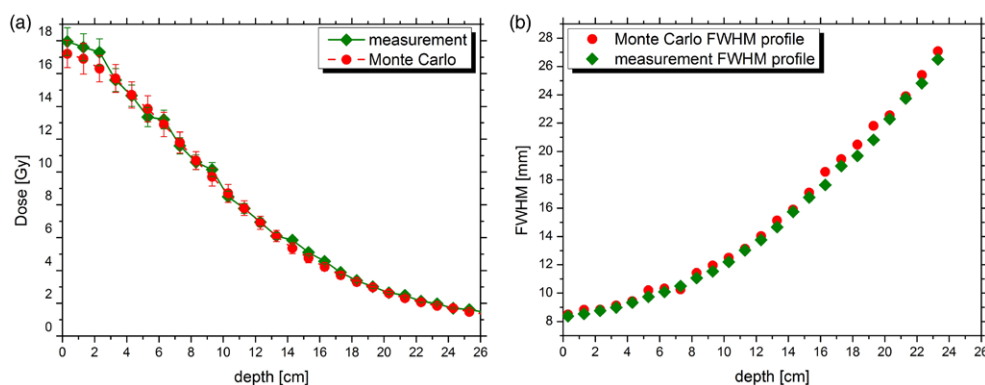 (a)
measurement
Monte Carlo
Dose [Gy]
18
16
14
12
10
8
6
4
2
0
0 2 4 6 8 10 12 14 16 18 20 22 24 26
depth [cm]
(b)
Monte Carlo FWHM profile
measurement FWHM profile
FWHM [mm]
28
26
24
22
20
18
16
14
12
10
8
0 2 4 6 8 10 12 14 16 18 20 22 24 26
depth [cm]